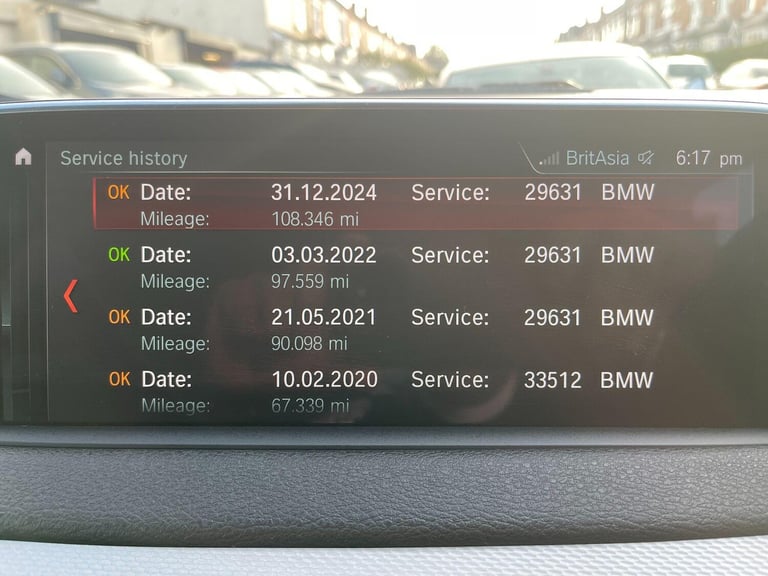 Service history BritAsia 6:17 pm
OK Date: 31.12.2024 Service: 29631 BMW
Mileage: 108.346 mi
OK Date: 03.03.2022 Service: 29631 BMW
Mileage: 97.559 mi
OK Date: 21.05.2021 Service: 29631 BMW
Mileage: 90.098 mi
OK Date: 10.02.2020 Service: 33512 BMW
Mileage: 67.339 mi